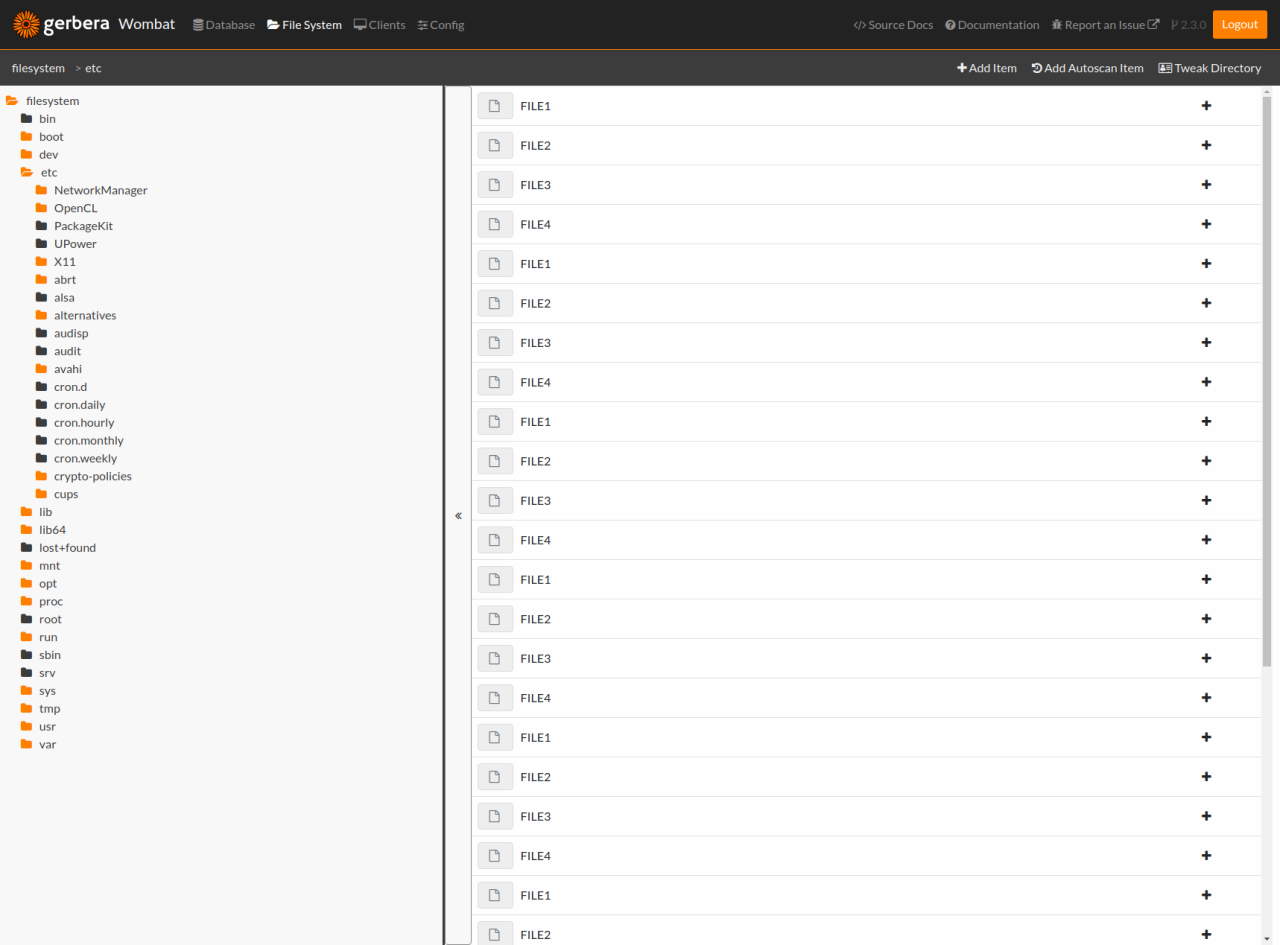 gerbera Wombat Database File System Clients Config </> Source Docs Documentation Report an Issue 2.3.0 Logout
filesystem > etc Add Item Add Autoscan Item Tweak Directory
filesystem
bin
boot
dev
etc
NetworkManager
OpenCL
PackageKit
UPower
X11
abrt
alsa
alternatives
audisp
audit
avahi
cron.d
cron.daily
cron.hourly
cron.monthly
cron.weekly
crypto-policies
cups
lib
lib64
lost+found
mnt
opt
proc
root
run
sbin
srv
sys
tmp
usr
var
«
FILE1
FILE2
FILE3
FILE4
FILE1
FILE2
FILE3
FILE4
FILE1
FILE2
FILE3
FILE4
FILE1
FILE2
FILE3
FILE4
FILE1
FILE2
FILE3
FILE4
FILE1
FILE2